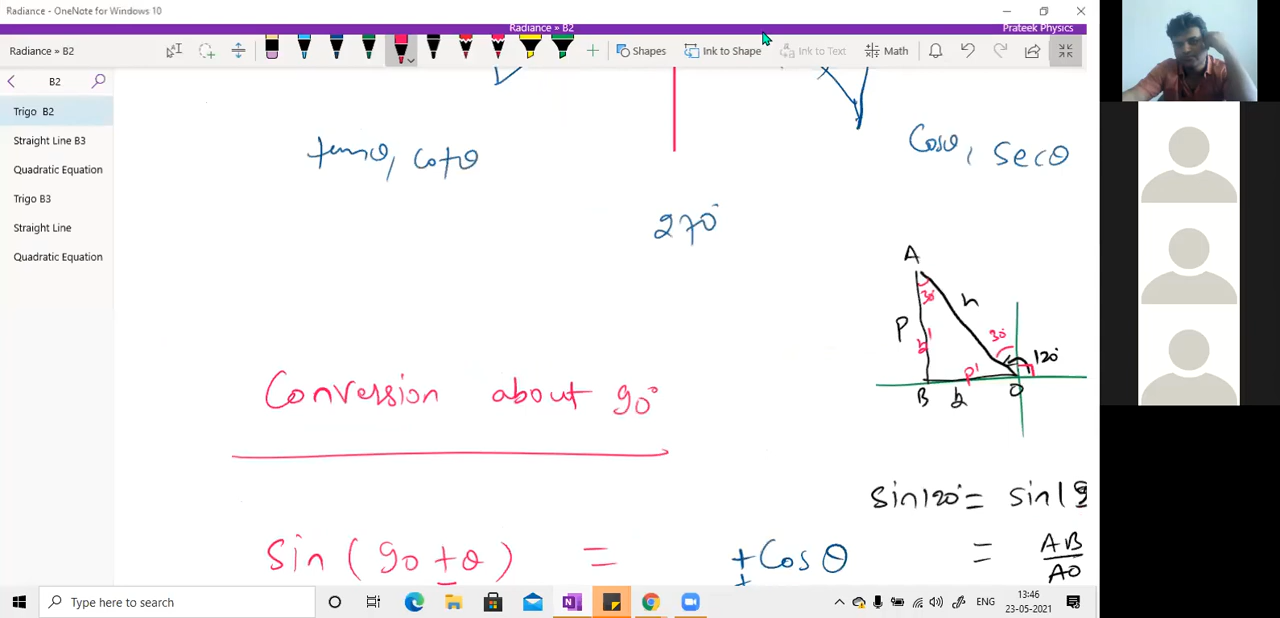 Radiance - OneNote for Windows 10
Radiance » B2
Prateek Physics
Radiance » B2
Shapes
Ink to Shape
Ink to Text
Math
B2
Trigo B2
Straight Line B3
Quadratic Equation
Trigo B3
Straight Line
Quadratic Equation
tanθ, cotθ
Cosθ, Secθ
270°
A
30°
h
P
b'
30°
120°
P'
B
b
O
Conversion about 90°
Sin120° = Sin(9
Sin (90 ± θ) = +Cos θ
+
= AB
AO
Type here to search
ENG
13:46
23-05-2021